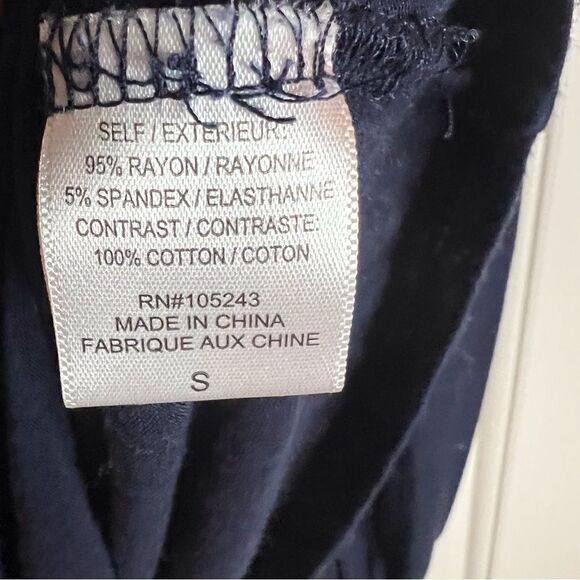 SELF / EXTERIEUR:
95% RAYON / RAYONNE
5% SPANDEX / ELASTHANNE
CONTRAST / CONTRASTE:
100% COTTON / COTON
RN#105243
MADE IN CHINA
FABRIQUE AUX CHINE
S